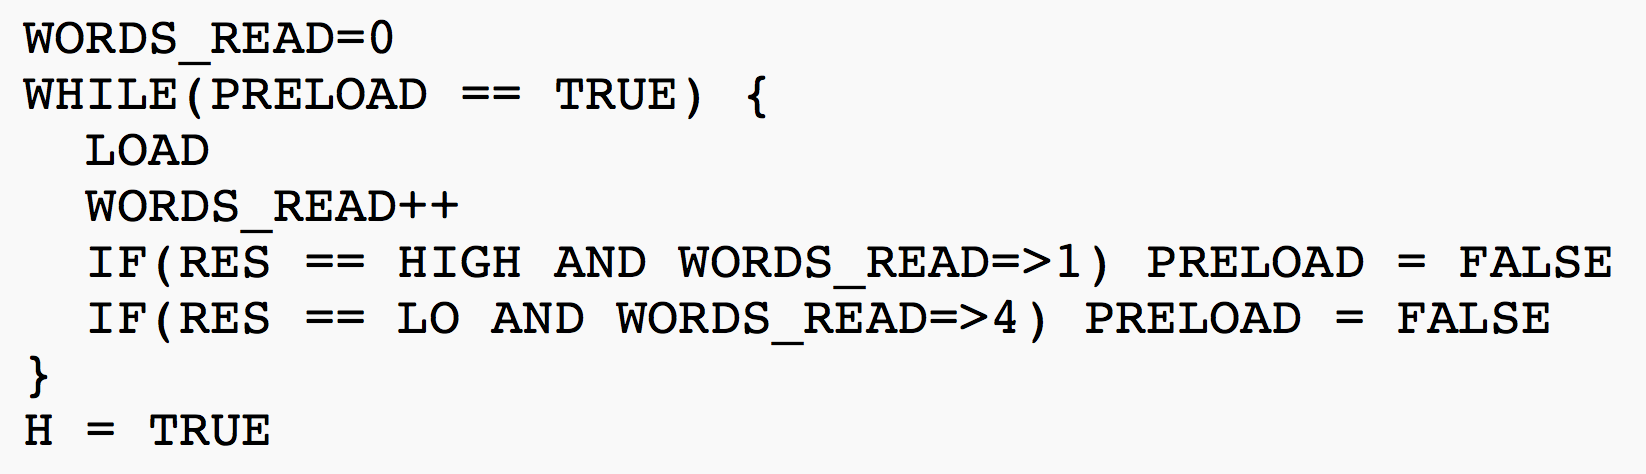 WORDS_READ=0
WHILE(PRELOAD == TRUE) {
LOAD
WORDS_READ++
IF(RES == HIGH AND WORDS_READ=>1) PRELOAD = FALSE
IF(RES == LO AND WORDS_READ=>4) PRELOAD = FALSE
}
H = TRUE